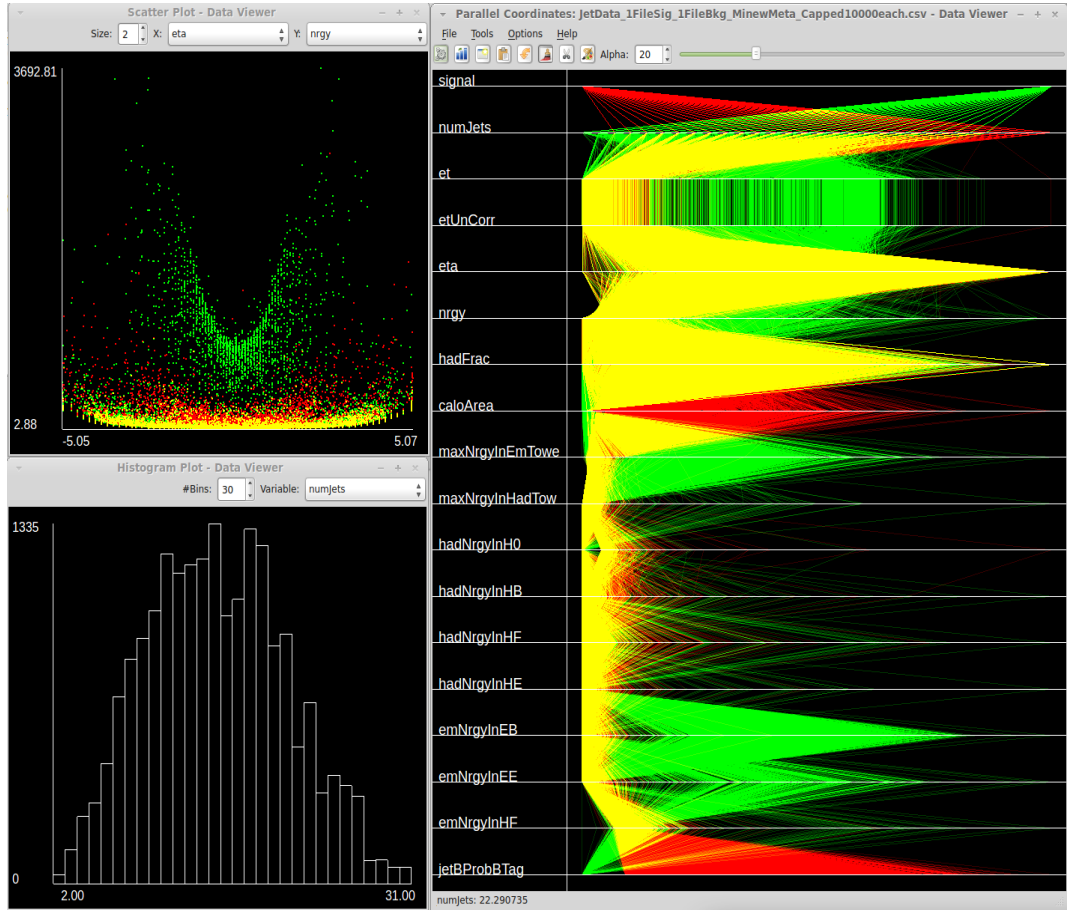 Scatter Plot - Data Viewer
Size: 2 X: eta Y: nrgy
3692.81
2.88
-5.05 5.07
Histogram Plot - Data Viewer
#Bins: 30 Variable: numJets
1335
0
2.00 31.00
Parallel Coordinates: JetData_1FileSig_1FileBkg_MinewMeta_Capped10000each.csv - Data Viewer
File Tools Options Help
Alpha: 20
signal
numJets
et
etUnCorr
eta
nrgy
hadFrac
caloArea
maxNrgyInEmTowe
maxNrgyInHadTow
hadNrgyInH0
hadNrgyInHB
hadNrgyInHF
hadNrgyInHE
emNrgyInEB
emNrgyInEE
emNrgyInHF
jetBProbBTag
numJets: 22.290735